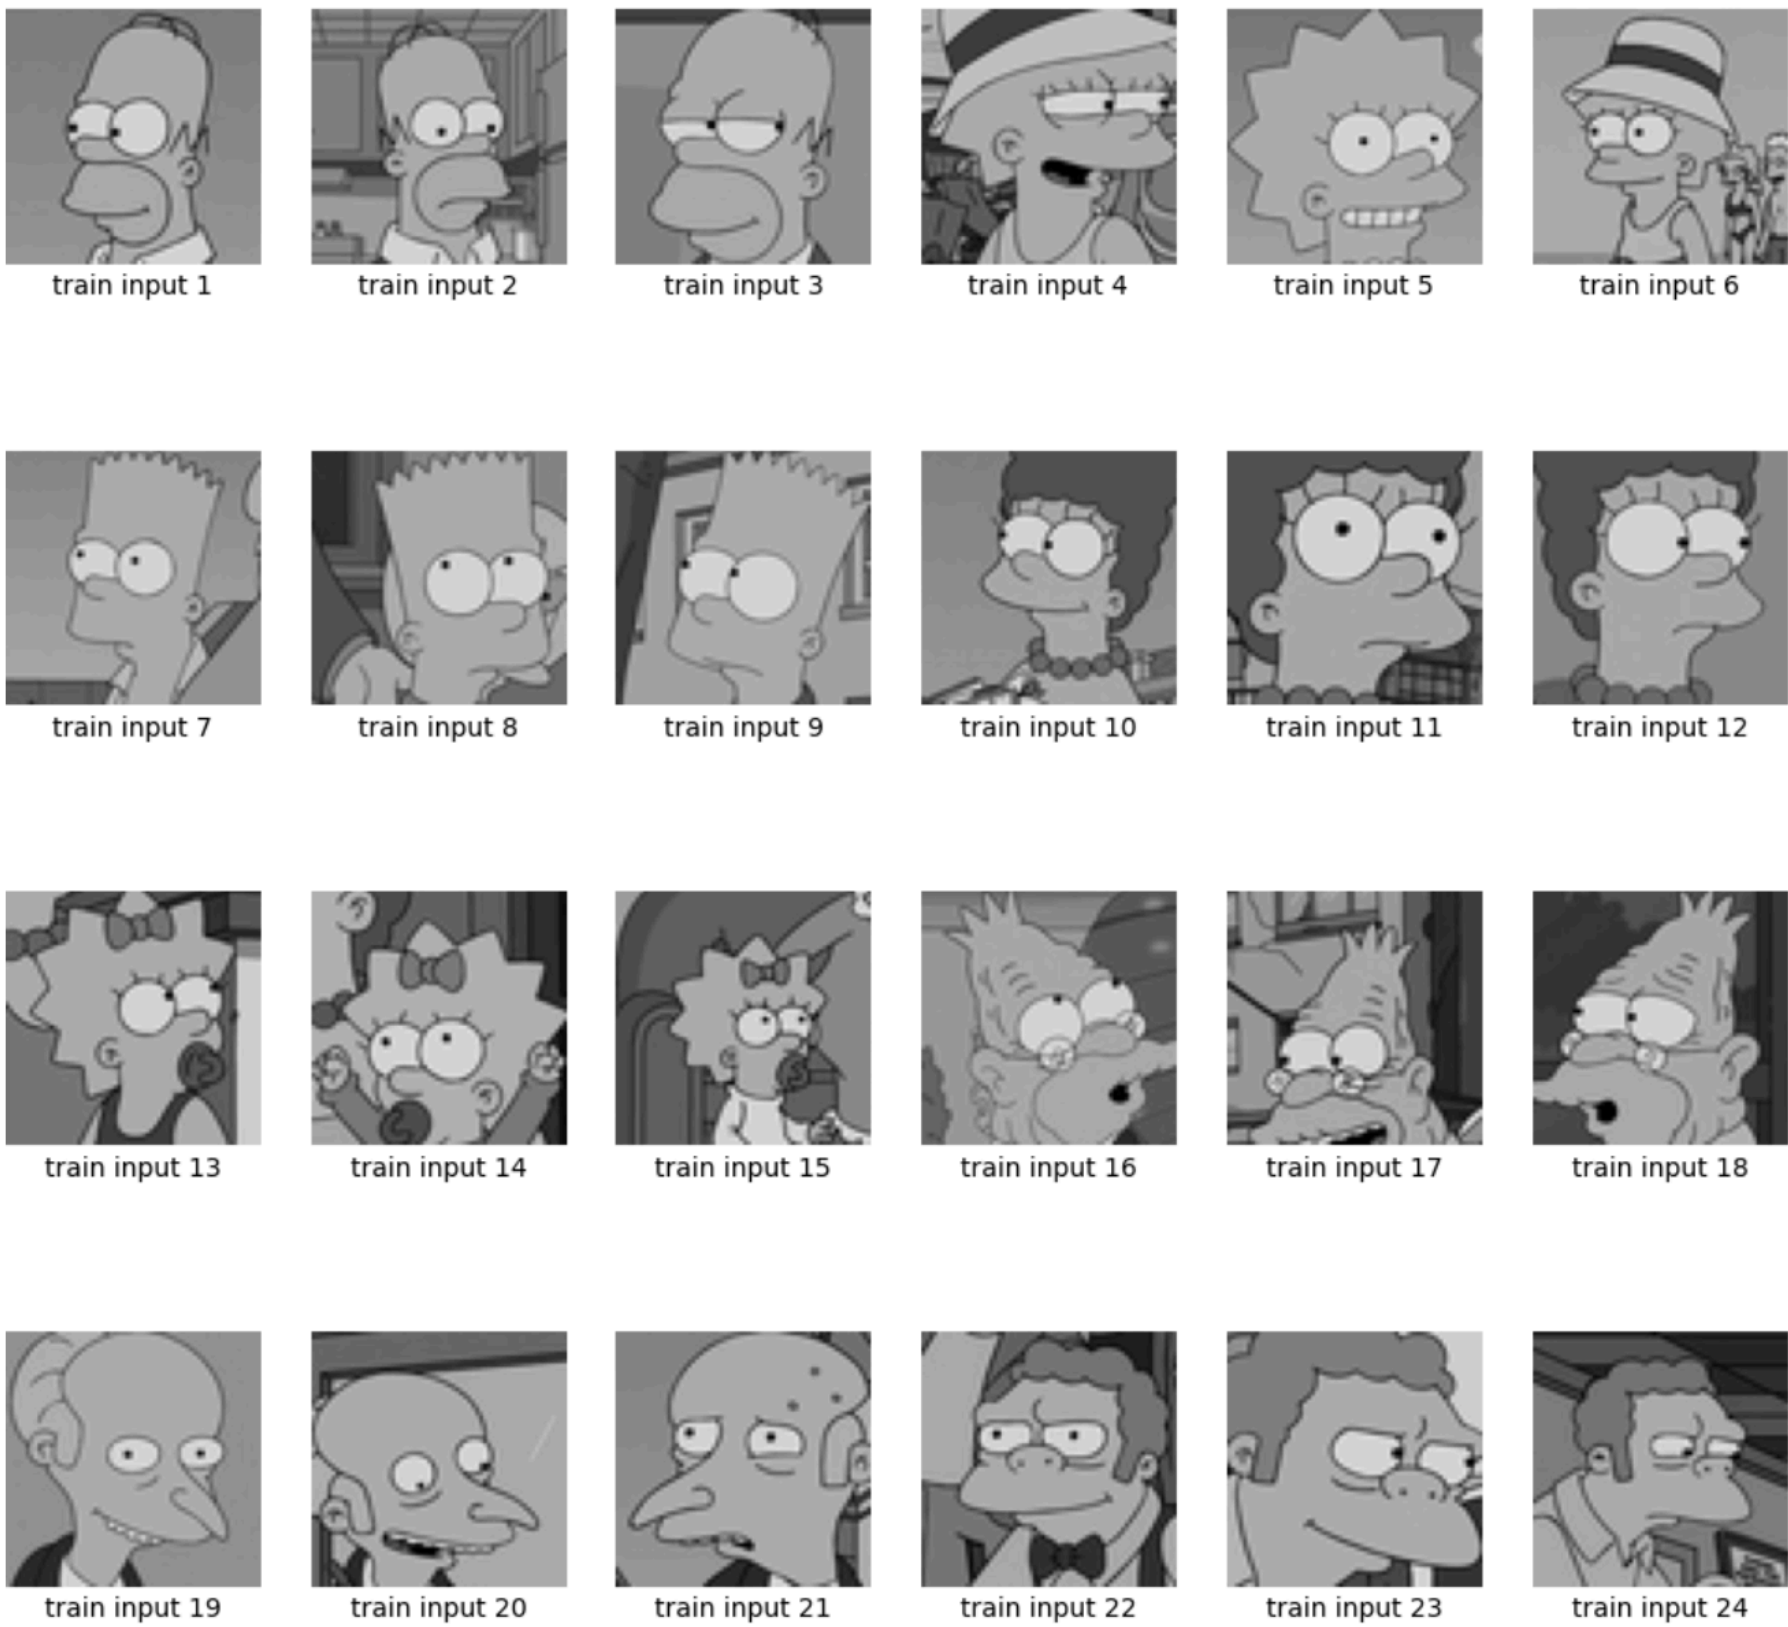 train input 1
train input 2
train input 3
train input 4
train input 5
train input 6
train input 7
train input 8
train input 9
train input 10
train input 11
train input 12
train input 13
train input 14
train input 15
train input 16
train input 17
train input 18
train input 19
train input 20
train input 21
train input 22
train input 23
train input 24